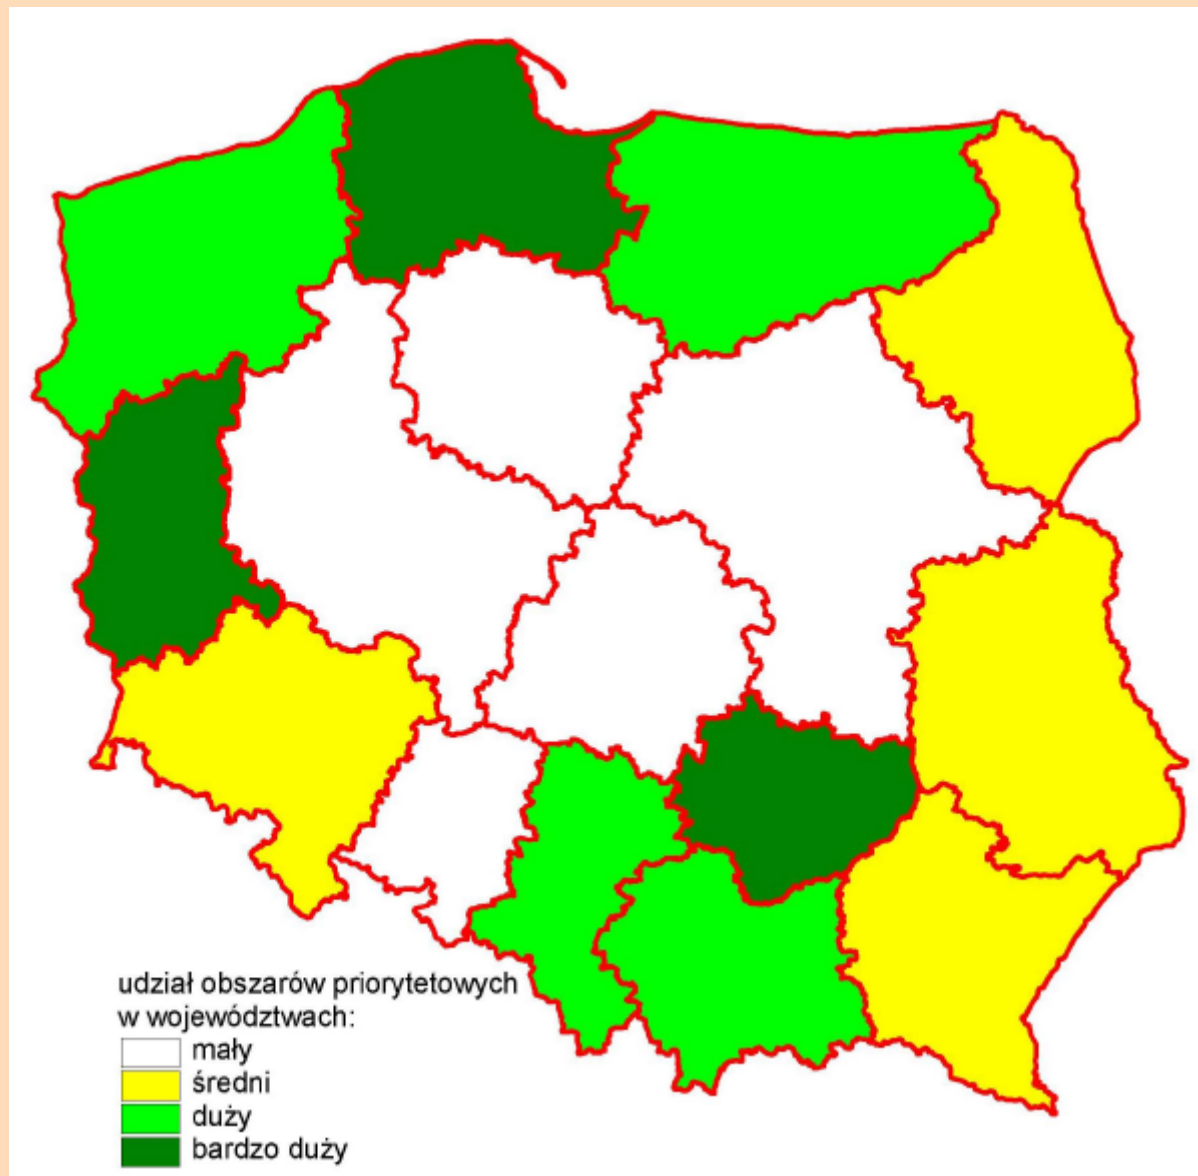 udział obszarów priorytetowych
w województwach:
mały
średni
duży
bardzo duży